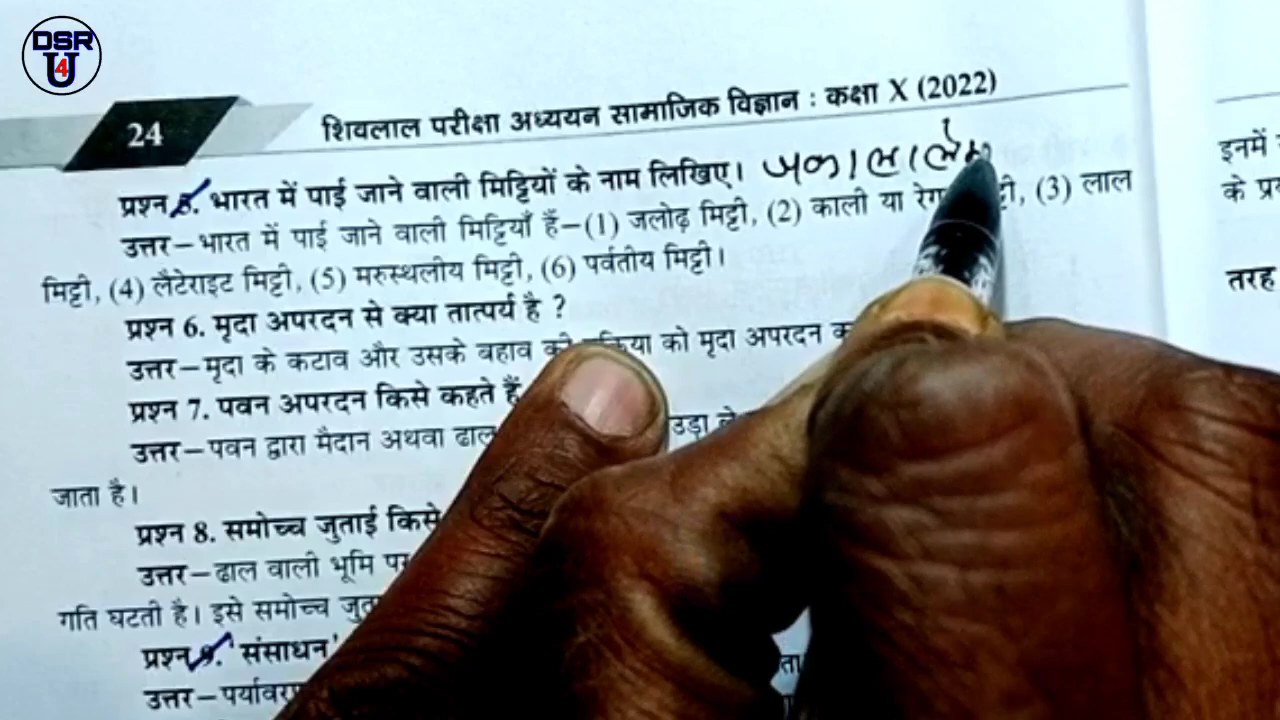 DSR
U4
24
शिवलाल परीक्षा अध्ययन सामाजिक विज्ञान : कक्षा X (2022)
प्रश्न 5. भारत में पाई जाने वाली मिट्टियों के नाम लिखिए।
उत्तर–भारत में पाई जाने वाली मिट्टियाँ हैं–(1) जलोढ़ मिट्टी, (2) काली या (3) लाल
मिट्टी, (4) लैटेराइट मिट्टी, (5) मरुस्थलीय मिट्टी, (6) पर्वतीय मिट्टी।
प्रश्न 6. मृदा अपरदन से क्या तात्पर्य है ?
उत्तर–मृदा के कटाव और उसके बहाव की प्रक्रिया को मृदा अपरदन
प्रश्न 7. पवन अपरदन किसे कहते हैं
उत्तर–पवन द्वारा मैदान अथवा ढाल उड़ा ले
जाता है।
प्रश्न 8. समोच्च जुताई किसे
उत्तर–ढाल वाली भूमि पर
गति घटती है। इसे समोच्च
प्रश्न 9. 'संसाधन'
उत्तर–
इनमें
के
तरह